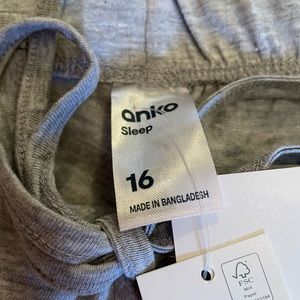 anko
Sleep
16
MADE IN BANGLADESH
FSC
MIX
Paper